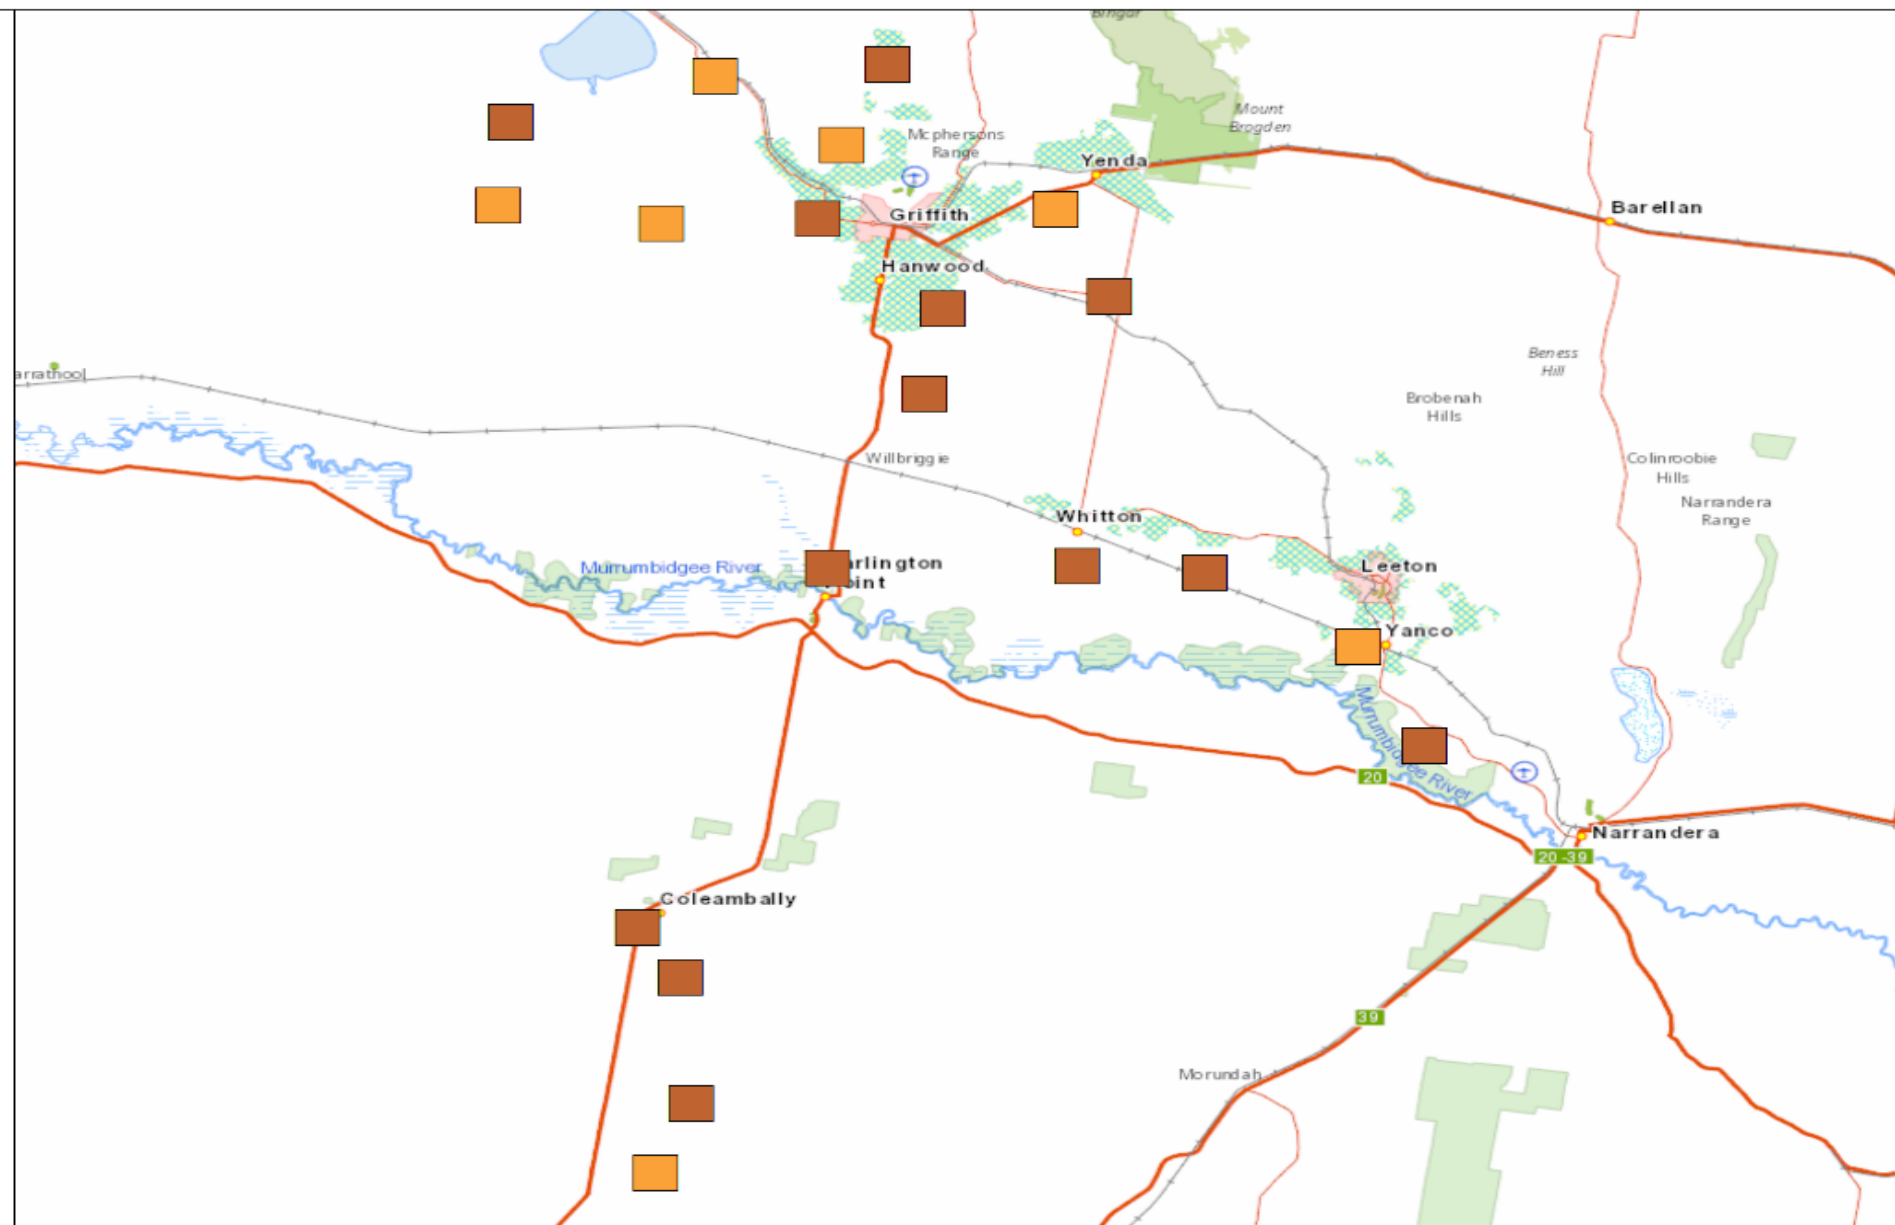 Mount
Brogden
Mcphersons
Range
Yenda
Barellan
Griffith
Hanwood
Beness
Hill
arrathool
Brobenah
Hills
Willbriggie
Colinroobie
Hills
Narrandera
Range
Whitton
Murrumbidgee River
arlington
oint
Leeton
Yanco
Murrumbidgee River
20
Narrandera
20 -39
Coleambally
39
Morundah